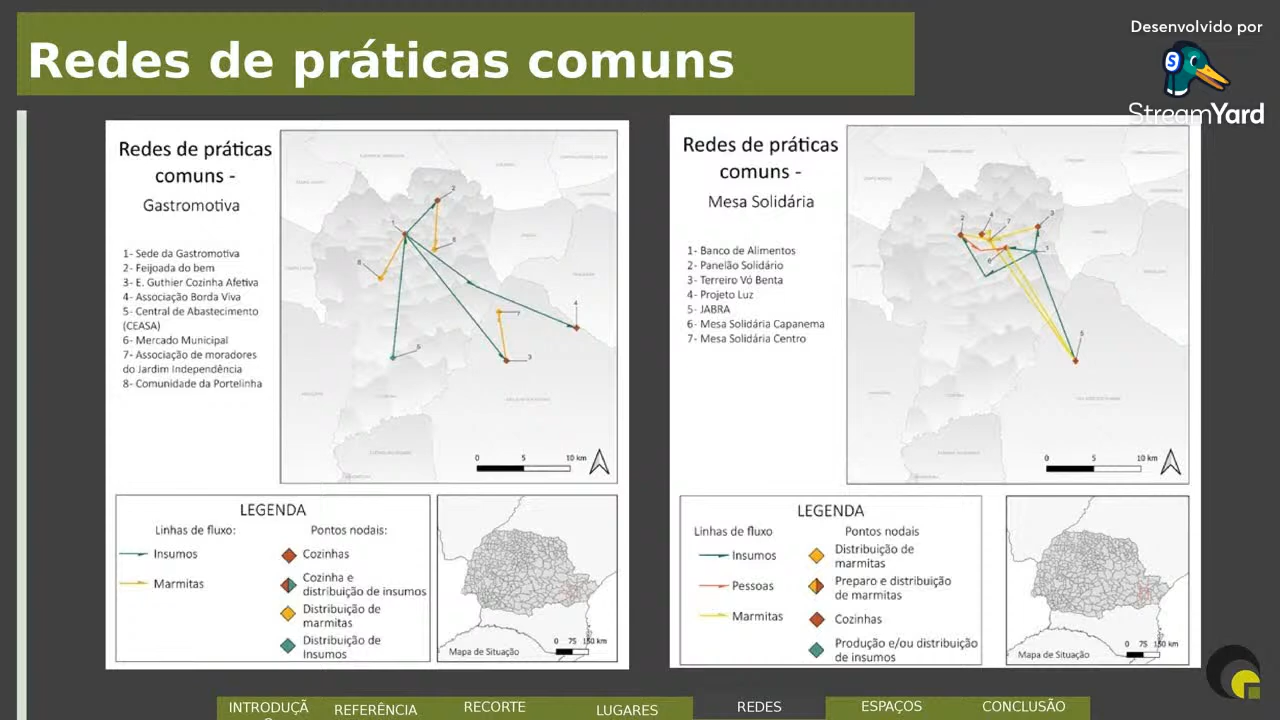 Redes de práticas comuns
Desenvolvido por
StreamYard
Redes de práticas
comuns -
Gastromotiva
1- Sede da Gastromotiva
2- Feijoada do bem
3- E. Guthier Cozinha Afetiva
4- Associação Borda Viva
5- Central de Abastecimento
(CEASA)
6- Mercado Municipal
7- Associação de moradores
do Jardim Independência
8- Comunidade da Portelinha
0 5 10 km
LEGENDA
Linhas de fluxo:
Pontos nodais:
Insumos
Marmitas
Cozinhas
Cozinha e
distribuição de insumos
Distribuição de
marmitas
Distribuição de
Insumos
0 75 150 km
Mapa de Situação
Redes de práticas
comuns -
Mesa Solidária
1- Banco de Alimentos
2- Panelão Solidário
3- Terreiro Vó Benta
4- Projeto Luz
5- JABRA
6- Mesa Solidária Capanema
7- Mesa Solidária Centro
0 5 10 km
LEGENDA
Linhas de fluxo
Pontos nodais
Insumos
Pessoas
Marmitas
Distribuição de
marmitas
Preparo e distribuição
de marmitas
Cozinhas
Produção e/ou distribuição
de insumos
0 75 150 km
Mapa de Situação
INTRODUÇÃ
REFERÊNCIA
RECORTE
LUGARES
REDES
ESPAÇOS
CONCLUSÃO